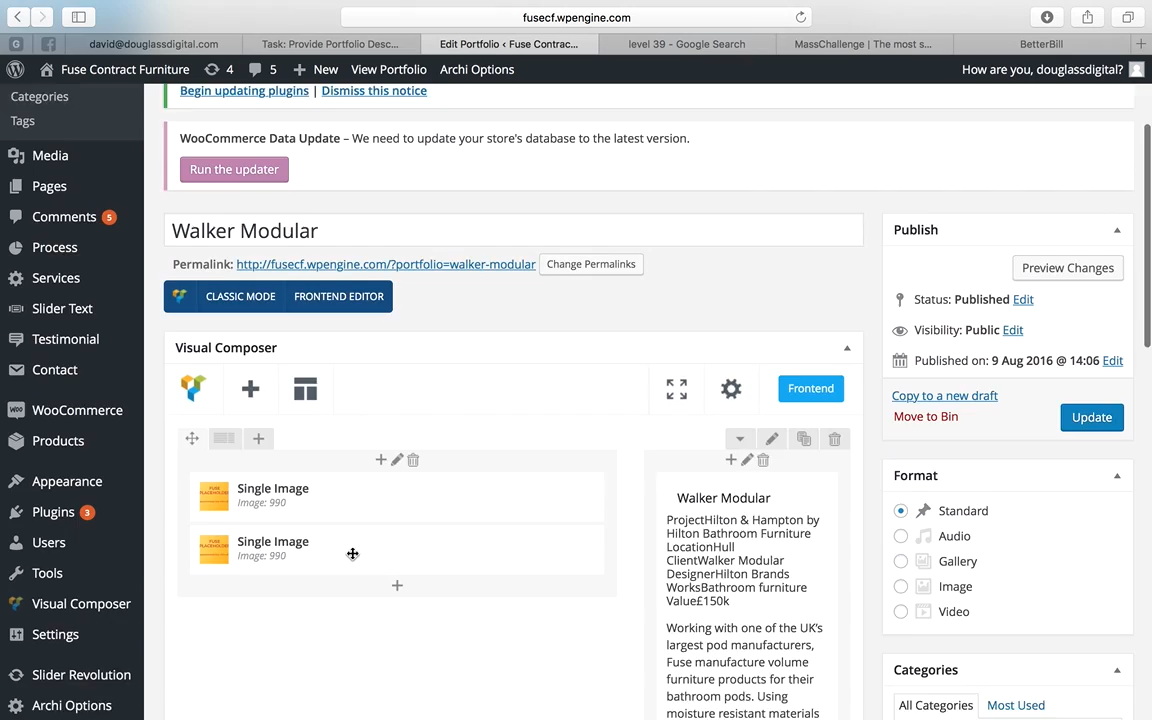 fusecf.wpengine.com
G
david@douglassdigital.com
Task: Provide Portfolio Desc...
Edit Portfolio ‹ Fuse Contrac...
level 39 - Google Search
MassChallenge | The most s...
BetterBill
Fuse Contract Furniture
4
5
New
View Portfolio
Archi Options
How are you, douglassdigital?
Categories
Tags
Media
Pages
Comments 5
Process
Services
Slider Text
Testimonial
Contact
WooCommerce
Products
Appearance
Plugins 3
Users
Tools
Visual Composer
Settings
Slider Revolution
Archi Options
Begin updating plugins | Dismiss this notice
WooCommerce Data Update – We need to update your store's database to the latest version.
Run the updater
Walker Modular
Permalink: http://fusecf.wpengine.com/?portfolio=walker-modular
Change Permalinks
CLASSIC MODE
FRONTEND EDITOR
Visual Composer
Frontend
Single Image
Image: 990
Single Image
Image: 990
Walker Modular
ProjectHilton & Hampton by
Hilton Bathroom Furniture
LocationHull
ClientWalker Modular
DesignerHilton Brands
WorksBathroom furniture
Value£150k
Working with one of the UK's
largest pod manufacturers,
Fuse manufacture volume
furniture products for their
bathroom pods. Using
moisture resistant materials
Publish
Preview Changes
Status: Published Edit
Visibility: Public Edit
Published on: 9 Aug 2016 @ 14:06 Edit
Copy to a new draft
Move to Bin
Update
Format
Standard
Audio
Gallery
Image
Video
Categories
All Categories
Most Used